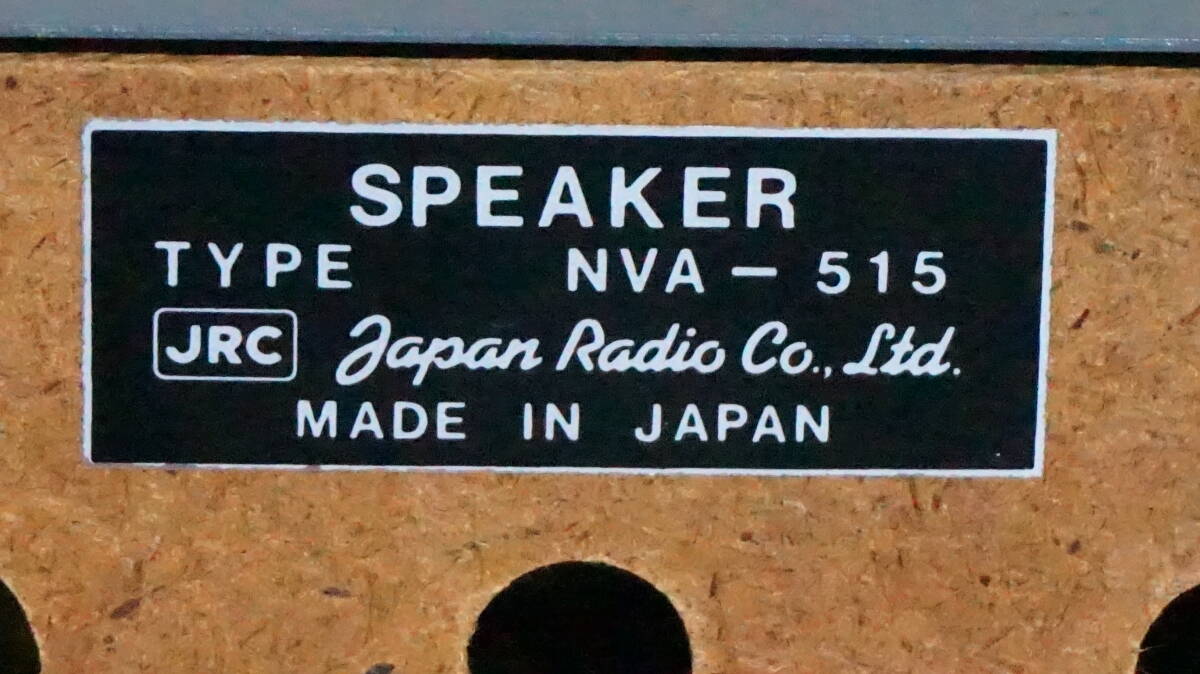 SPEAKER
TYPE NVA - 515
JRC Japan Radio Co., Ltd.
MADE IN JAPAN